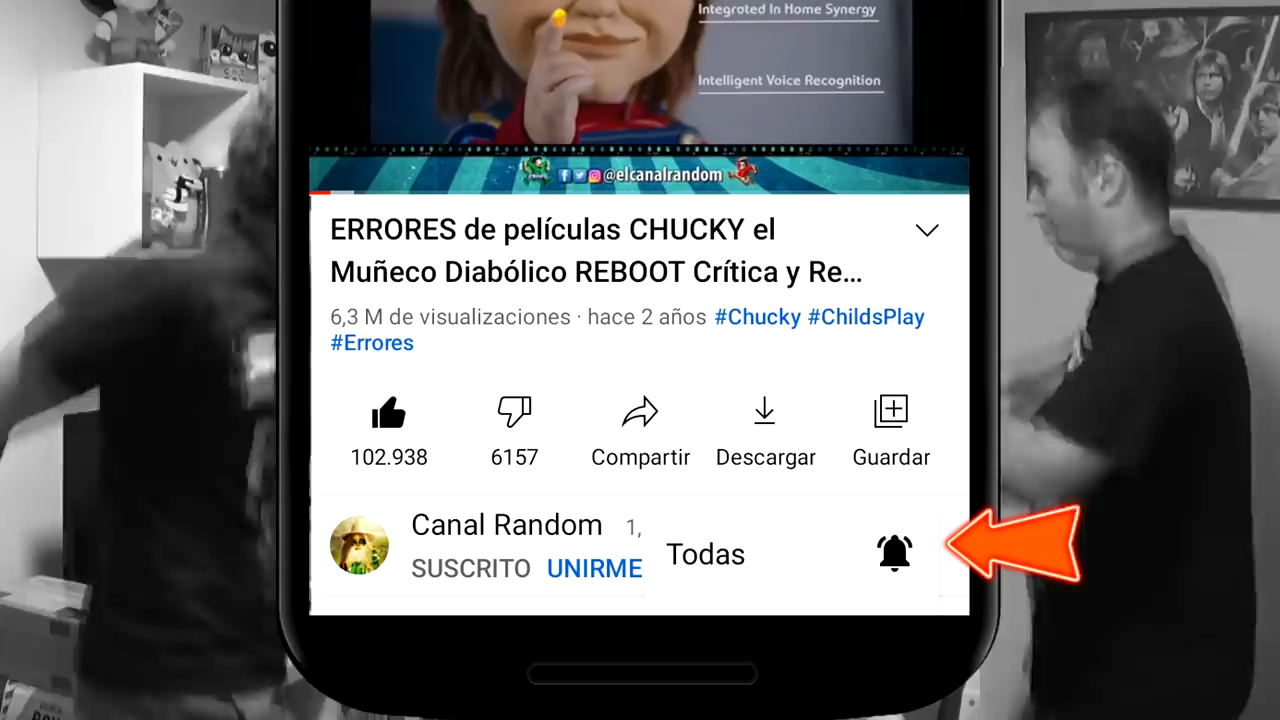 Integrated In Home Synergy
Intelligent Voice Recognition
@elcanalrandom
ERRORES de películas CHUCKY el
Muñeco Diabólico REBOOT Crítica y Re...
6,3 M de visualizaciones · hace 2 años #Chucky #ChildsPlay
#Errores
102.938 6157 Compartir Descargar Guardar
Canal Random 1,
SUSCRITO UNIRME
Todas